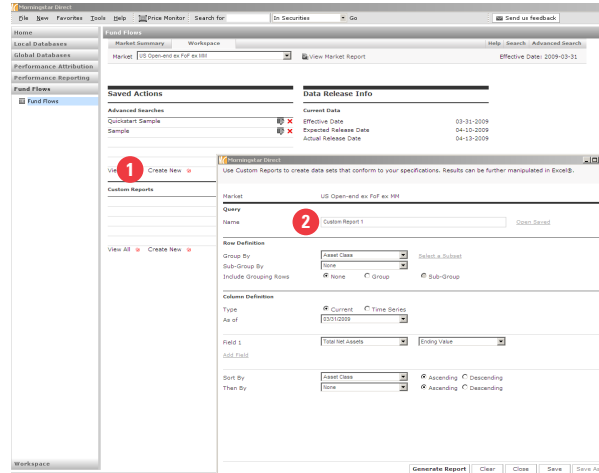 Morningstar Direct
File New Favorites Tools Help Price Monitor Search for In Securities Go Send us feedback
Home
Local Databases
Global Databases
Performance Attribution
Performance Reporting
Fund Flows
Fund Flows
Workspace
Fund Flows
Market Summary Workspace Help Search Advanced Search
Market US Open-end ex FoF ex MM View Market Report Effective Date: 2009-03-31
Saved Actions
Advanced Searches
Quickstart Sample
Sample
1 Create New
Custom Reports
View All Create New
Data Release Info
Current Data
Effective Date 03-31-2009
Expected Release Date 04-10-2009
Actual Release Date 04-13-2009
Morningstar Direct
Use Custom Reports to create data sets that conform to your specifications. Results can be further manipulated in Excel®.
Market US Open-end ex FoF ex MM
Query
2
Name Custom Report 1 Open Saved
Row Definition
Group By Asset Class Select a Subset
Sub-Group By None
Include Grouping Rows None Group Sub-Group
Column Definition
Type Current Time Series
As of 03/31/2009
Field 1 Total Net Assets Ending Value
Add Field
Sort By Asset Class Ascending Descending
Then By None Ascending Descending
Generate Report Clear Close Save Save As